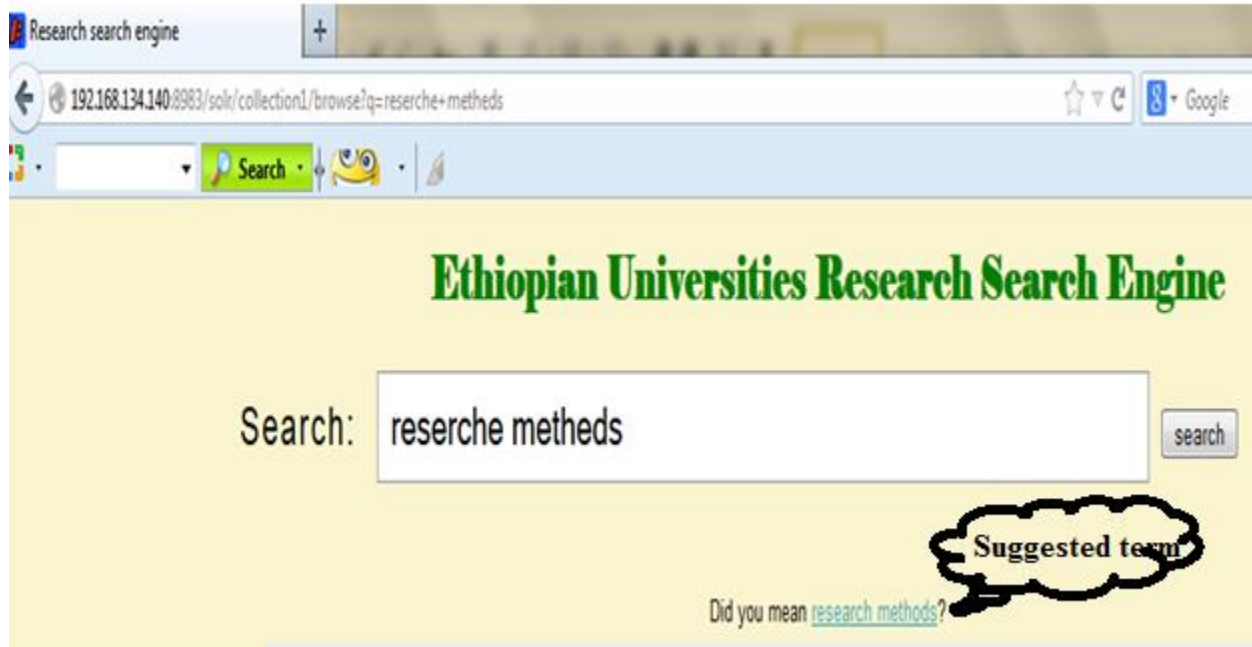 Research search engine +
192.168.134.140:8983/solr/collection1/browse?q=reserche+metheds 8 Google
Search
Ethiopian Universities Research Search Engine
Search: reserche metheds search
Suggested term
Did you mean research methods?